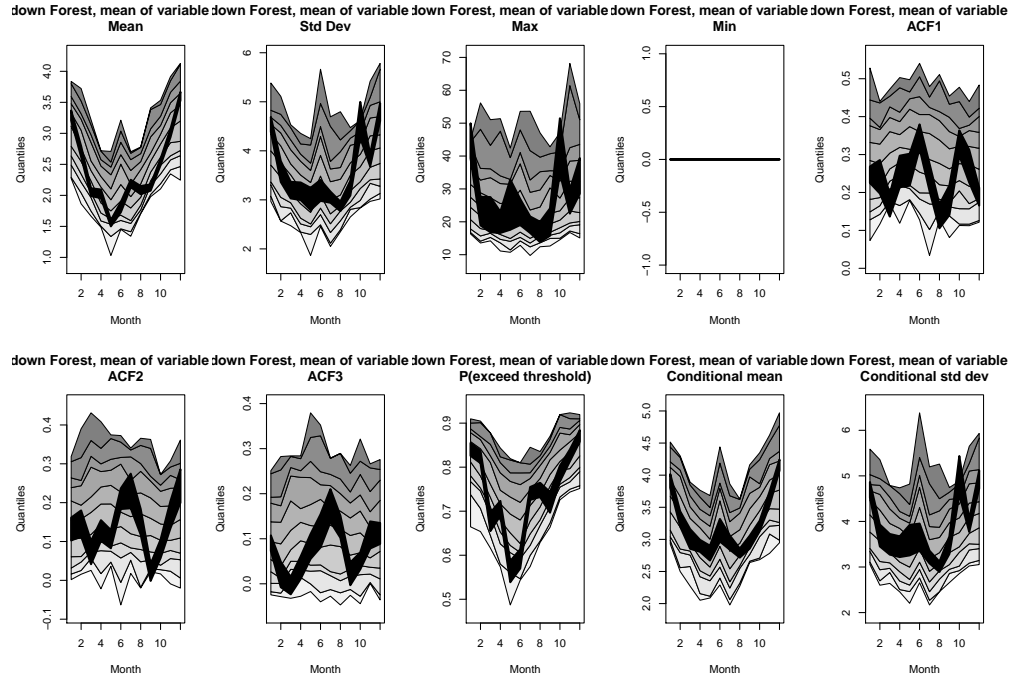 down Forest, mean of variable
Mean
down Forest, mean of variable
Std Dev
down Forest, mean of variable
Max
down Forest, mean of variable
Min
down Forest, mean of variable
ACF1
Quantiles
1.0 1.5 2.0 2.5 3.0 3.5 4.0
2 4 6 8 10
Month
Quantiles
2 3 4 5 6
2 4 6 8 10
Month
Quantiles
10 20 30 40 50 60 70
2 4 6 8 10
Month
Quantiles
−1.0 −0.5 0.0 0.5 1.0
2 4 6 8 10
Month
Quantiles
0.0 0.1 0.2 0.3 0.4 0.5
2 4 6 8 10
Month
down Forest, mean of variable
ACF2
down Forest, mean of variable
ACF3
down Forest, mean of variable
P(exceed threshold)
down Forest, mean of variable
Conditional mean
down Forest, mean of variable
Conditional std dev
Quantiles
−0.1 0.0 0.1 0.2 0.3 0.4
2 4 6 8 10
Month
Quantiles
0.0 0.1 0.2 0.3 0.4
2 4 6 8 10
Month
Quantiles
0.5 0.6 0.7 0.8 0.9
2 4 6 8 10
Month
Quantiles
2.0 2.5 3.0 3.5 4.0 4.5 5.0
2 4 6 8 10
Month
Quantiles
2 3 4 5 6
2 4 6 8 10
Month